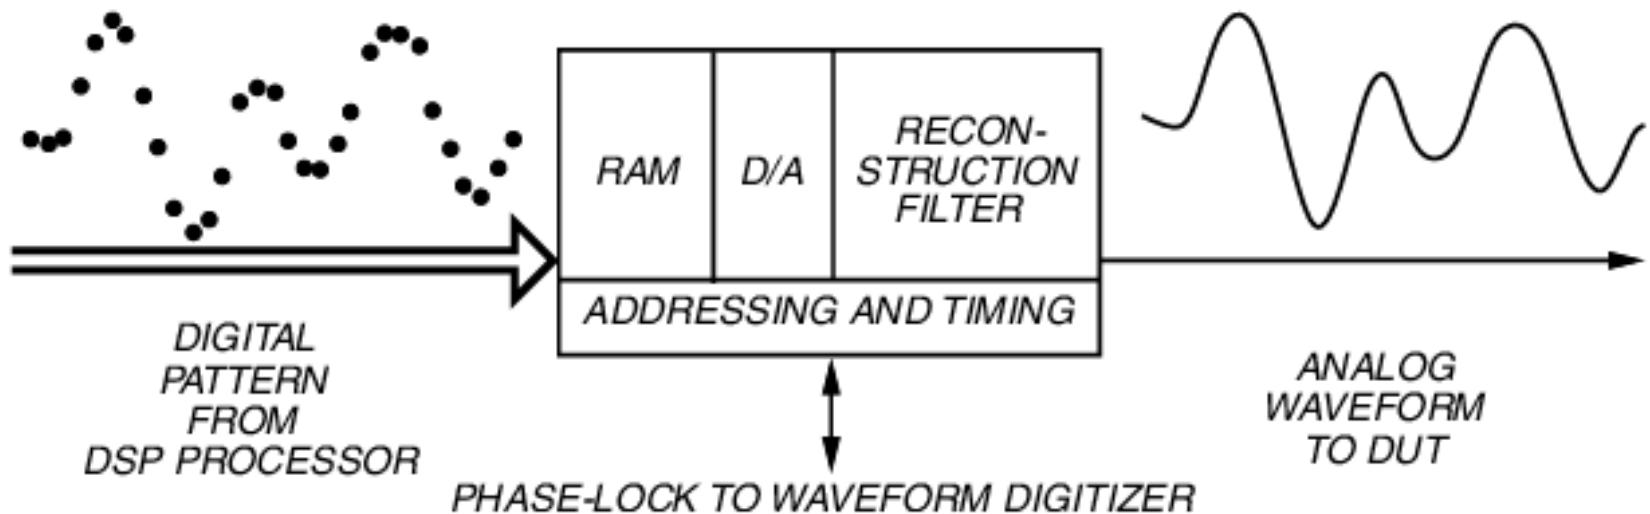 RAM
D/A
RECON-
STRUCTION
FILTER
ADDRESSING AND TIMING
DIGITAL
PATTERN
FROM
DSP PROCESSOR
ANALOG
WAVEFORM
TO DUT
PHASE-LOCK TO WAVEFORM DIGITIZER